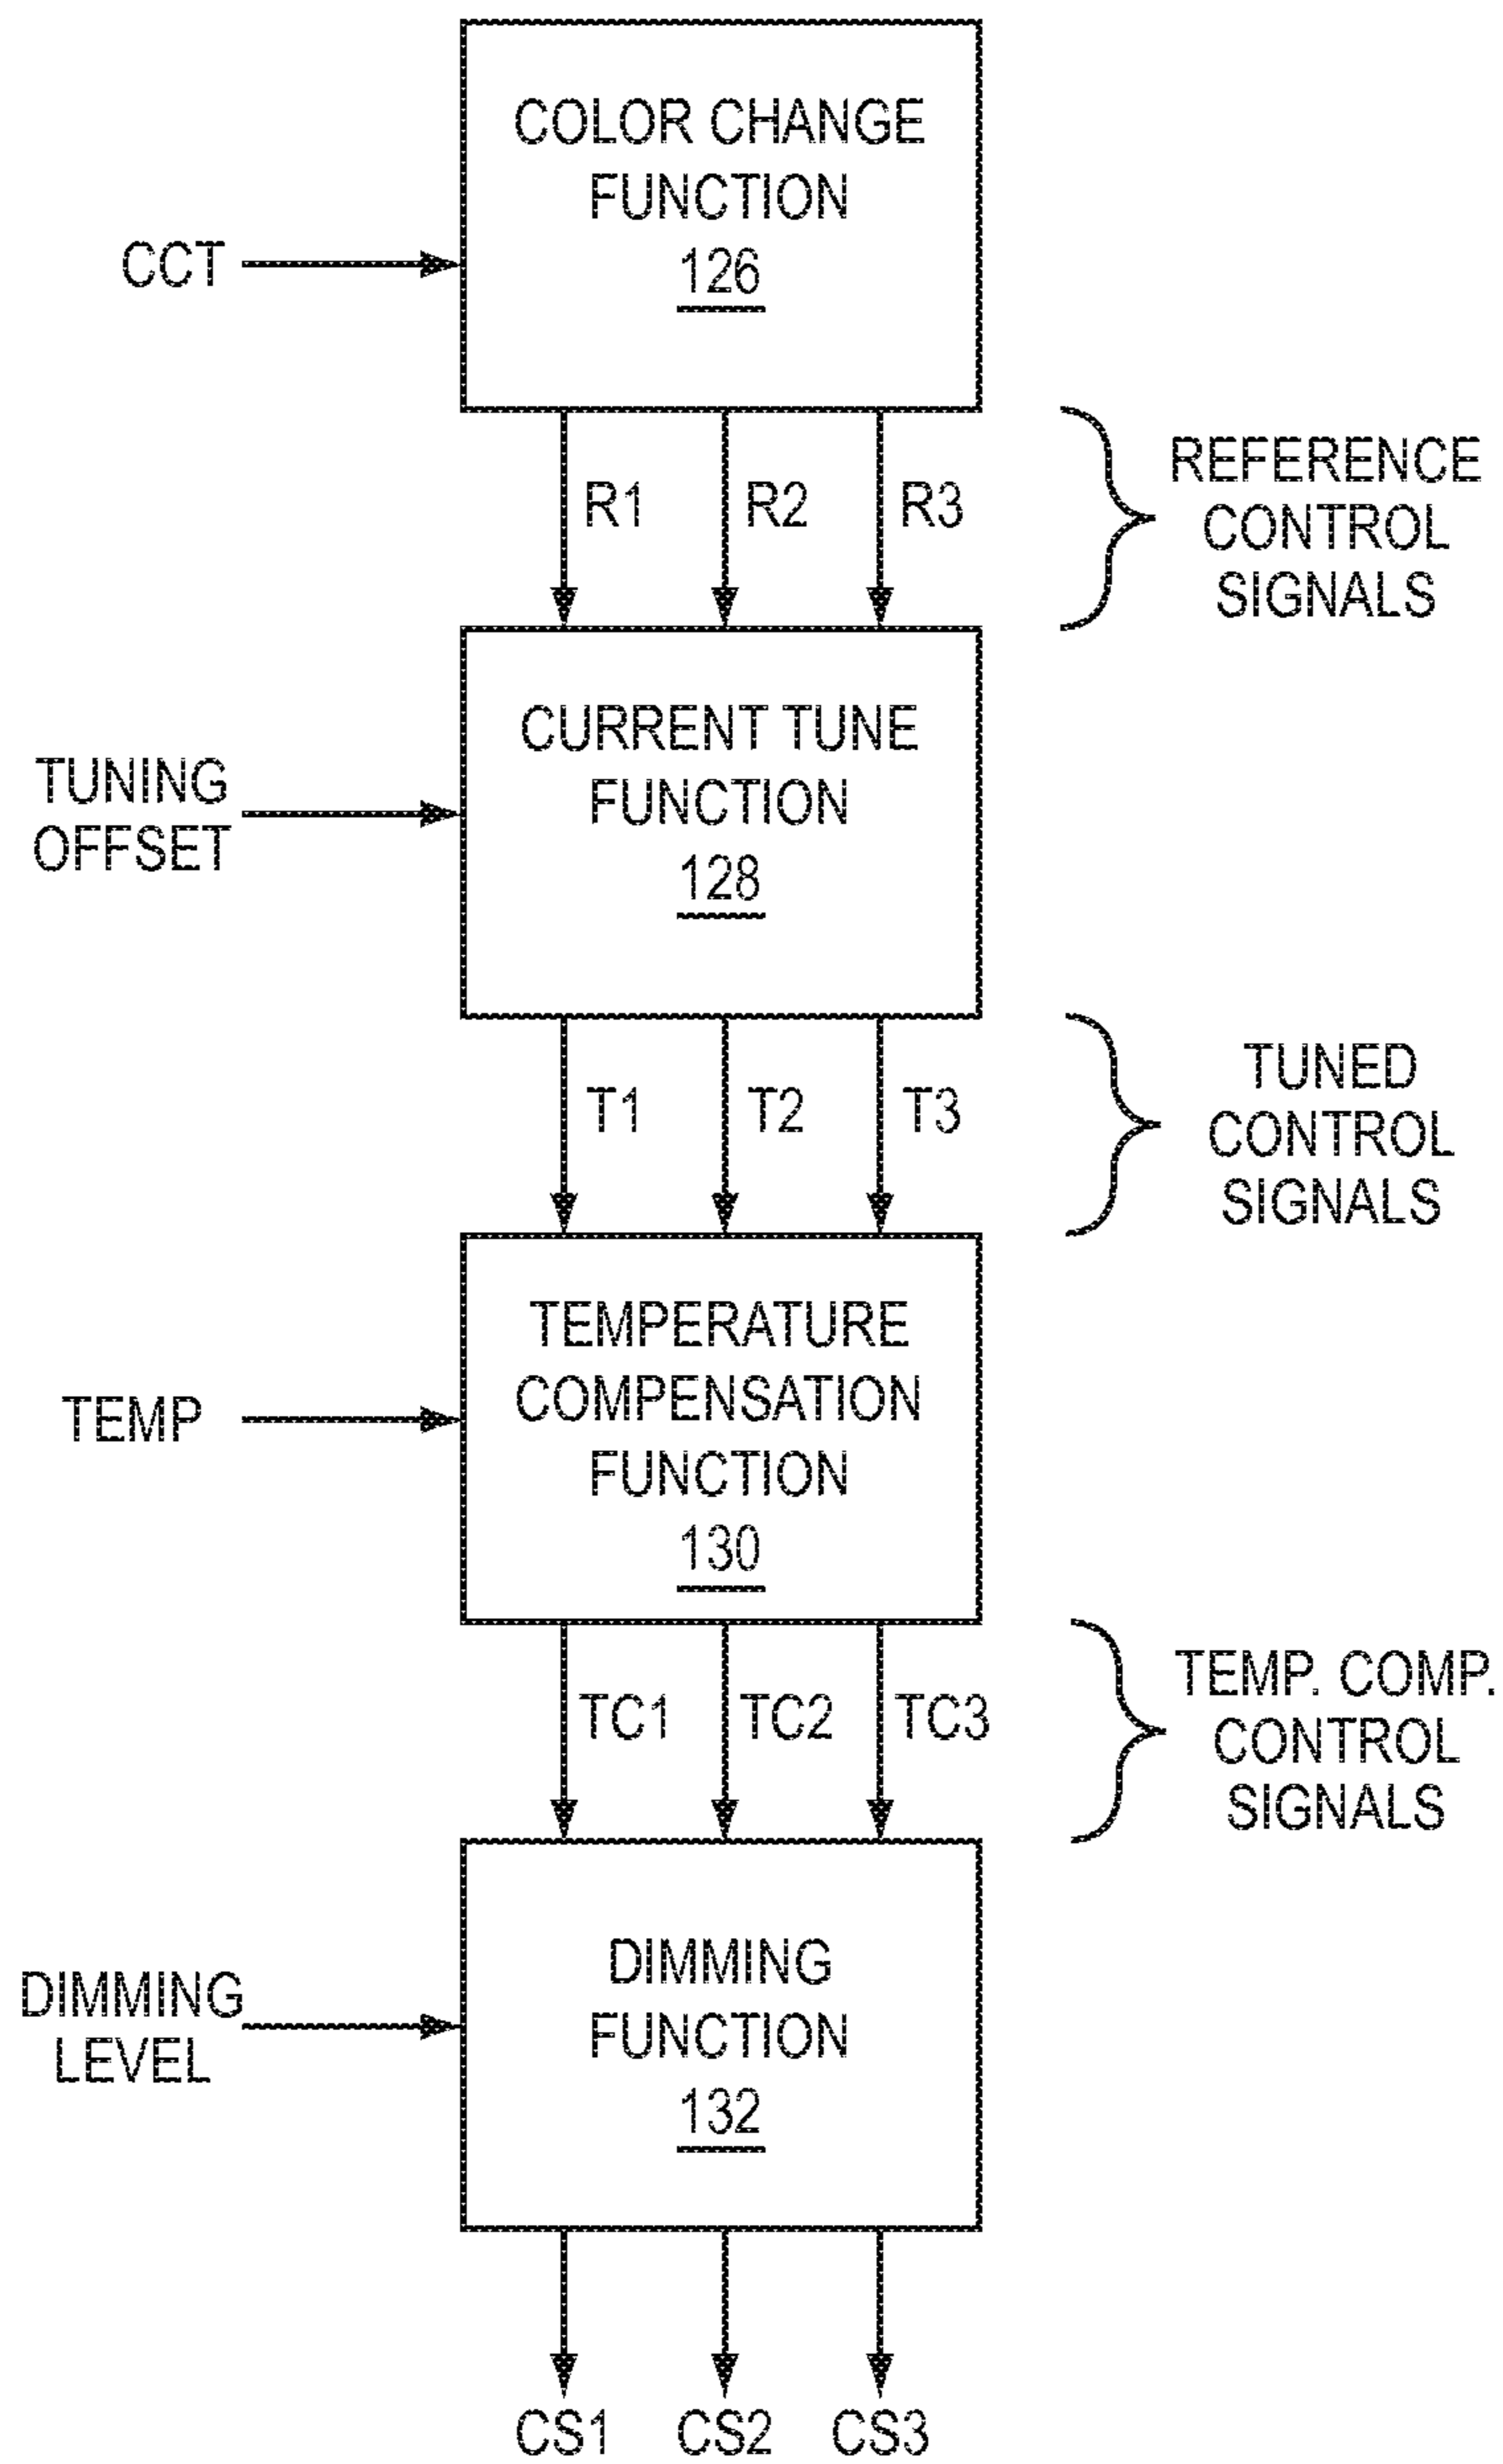 COLOR CHANGE
FUNCTION
126
CCT
R1
R2
R3
REFERENCE
CONTROL
SIGNALS
CURRENT TUNE
FUNCTION
128
TUNING
OFFSET
T1
T2
T3
TUNED
CONTROL
SIGNALS
TEMPERATURE
COMPENSATION
FUNCTION
130
TEMP
TC1
TC2
TC3
TEMP. COMP.
CONTROL
SIGNALS
DIMMING
FUNCTION
132
DIMMING
LEVEL
CS1
CS2
CS3